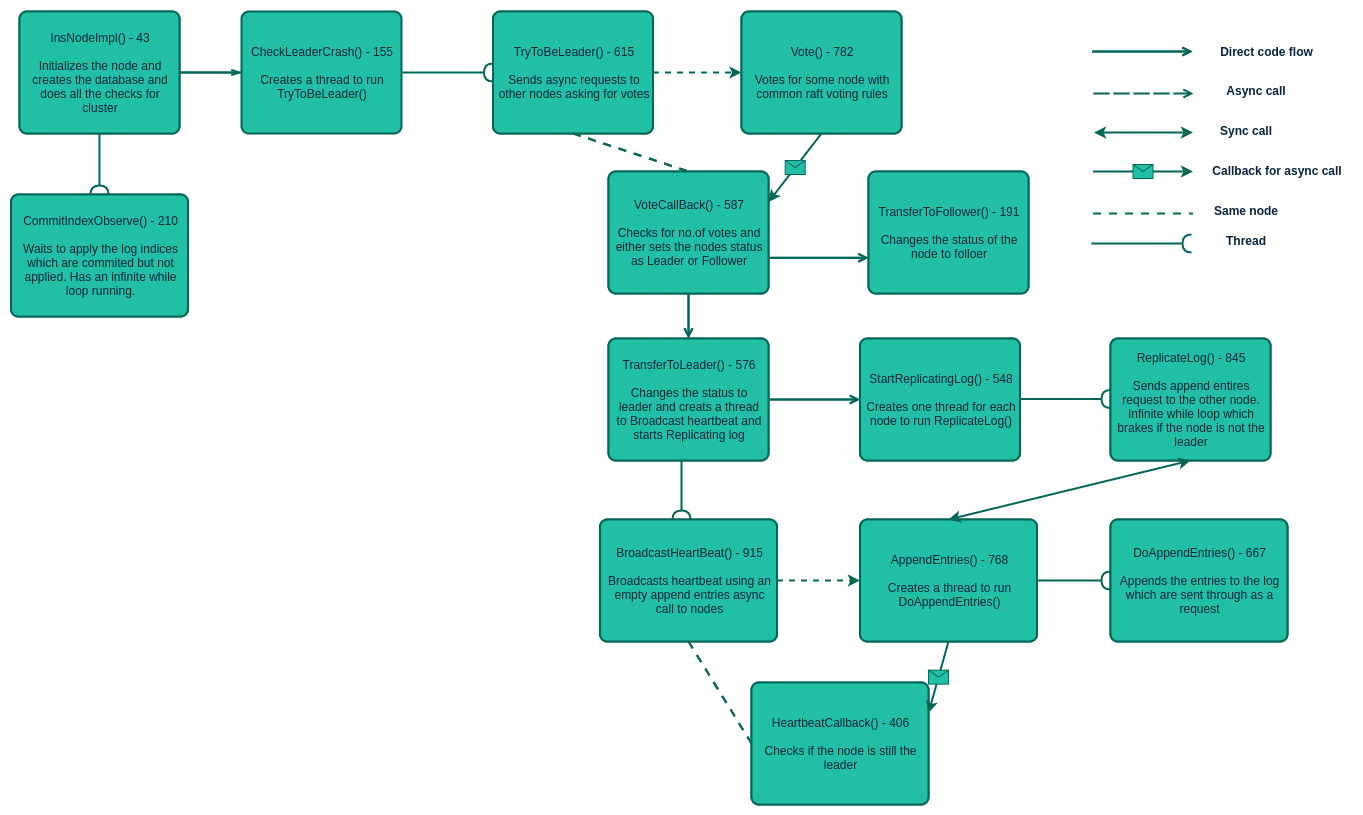 InsNodeImpl() - 43
Initializes the node and
creates the database and
does all the checks for
cluster
CheckLeaderCrash() - 155
Creates a thread to run
TryToBeLeader()
TryToBeLeader() - 615
Sends async requests to
other nodes asking for votes
Vote() - 782
Votes for some node with
common raft voting rules
Direct code flow
Async call
Sync call
Callback for async call
Same node
Thread
CommitIndexObserve() - 210
Waits to apply the log indices
which are commited but not
applied. Has an infinite while
loop running.
VoteCallBack() - 587
Checks for no.of votes and
either sets the nodes status
as Leader or Follower
TransferToFollower() - 191
Changes the status of the
node to folloer
TransferToLeader() - 576
Changes the status to
leader and creats a thread
to Broadcast heartbeat and
starts Replicating log
StartReplicatingLog() - 548
Creates one thread for each
node to run ReplicateLog()
ReplicateLog() - 845
Sends append entires
request to the other node.
Infinite while loop which
brakes if the node is not the
leader
BroadcastHeartBeat() - 915
Broadcasts heartbeat using an
empty append entries async
call to nodes
AppendEntries() - 768
Creates a thread to run
DoAppendEntries()
DoAppendEntries() - 667
Appends the entries to the log
which are sent through as a
request
HeartbeatCallback() - 406
Checks if the node is still the
leader